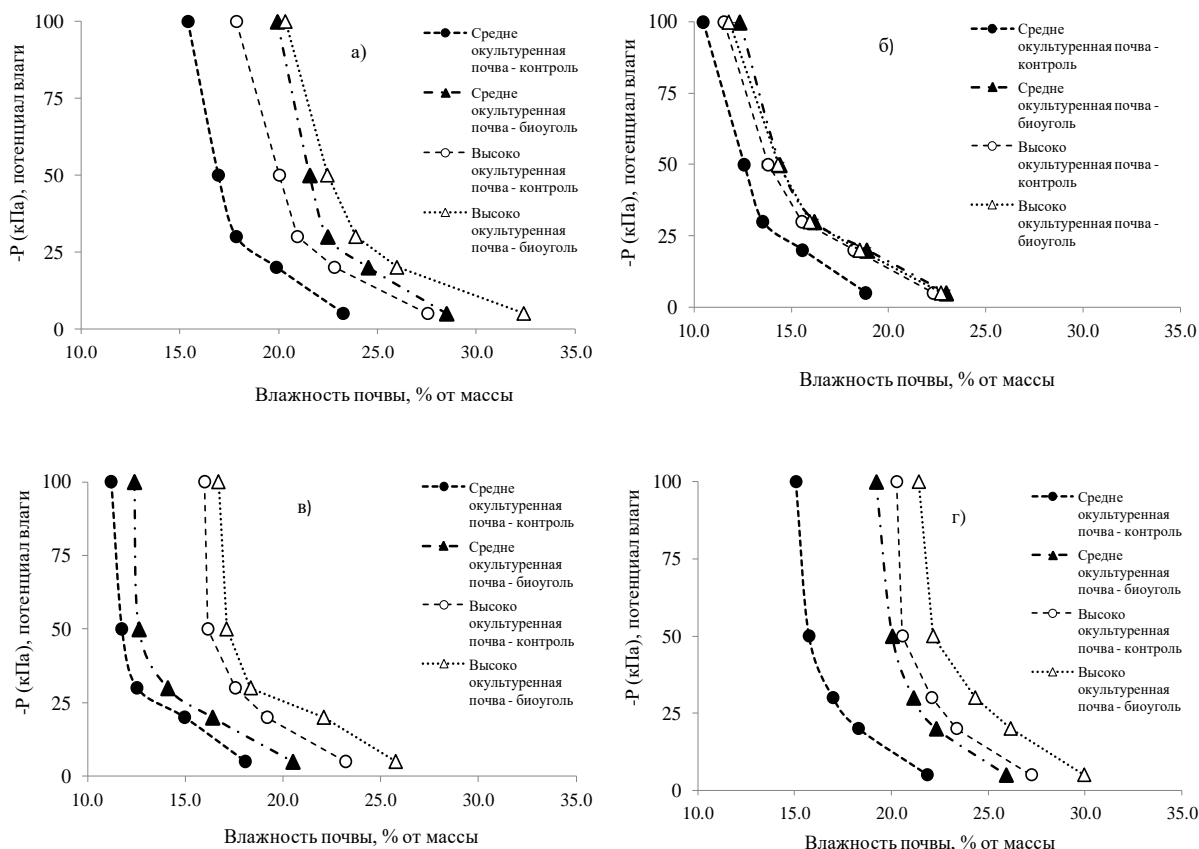 -P (кПа), потенциал влаги
100
75
50
25
0
10.0 15.0 20.0 25.0 30.0 35.0
Влажность почвы, % от массы
а)
Средне
окультуренная
почва - контроль
Средне
окультуренная
почва - биоуголь
Высоко
окультуренная
почва - контроль
Высоко
окультуренная
почва - биоуголь
-P (кПа), потенциал влаги
100
75
50
25
0
10.0 15.0 20.0 25.0 30.0 35.0
Влажность почвы, % от массы
б)
Средне
окультуренная почва -
контроль
Средне
окультуренная почва -
биоуголь
Высоко
окультуренная почва -
контроль
Высоко
окультуренная почва -
биоуголь
-P (кПа), потенциал влаги
100
75
50
25
0
10.0 15.0 20.0 25.0 30.0 35.0
Влажность почвы, % от массы
в)
Средне
окультуренная
почва - контроль
Средне
окультуренная
почва - биоуголь
Высоко
окультуренная
почва - контроль
Высоко
окультуренная
почва - биоуголь
-P (кПа), потенциал влаги
100
75
50
25
0
10.0 15.0 20.0 25.0 30.0 35.0
Влажность почвы, % от массы
г)
Средне
окультуренная
почва - контроль
Средне
окультуренная
почва - биоуголь
Высоко
окультуренная
почва - контроль
Высоко
окультуренная
почва - биоуголь